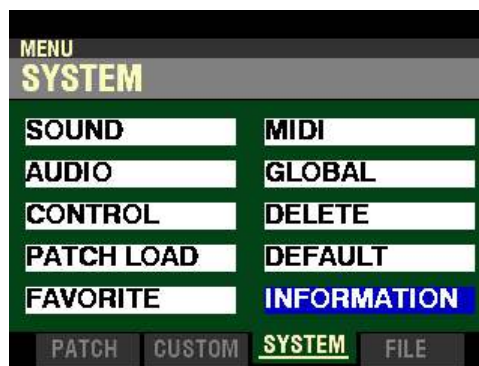 MENU
SYSTEM
SOUND
MIDI
AUDIO
GLOBAL
CONTROL
DELETE
PATCH LOAD
DEFAULT
FAVORITE
INFORMATION
PATCH CUSTOM SYSTEM FILE